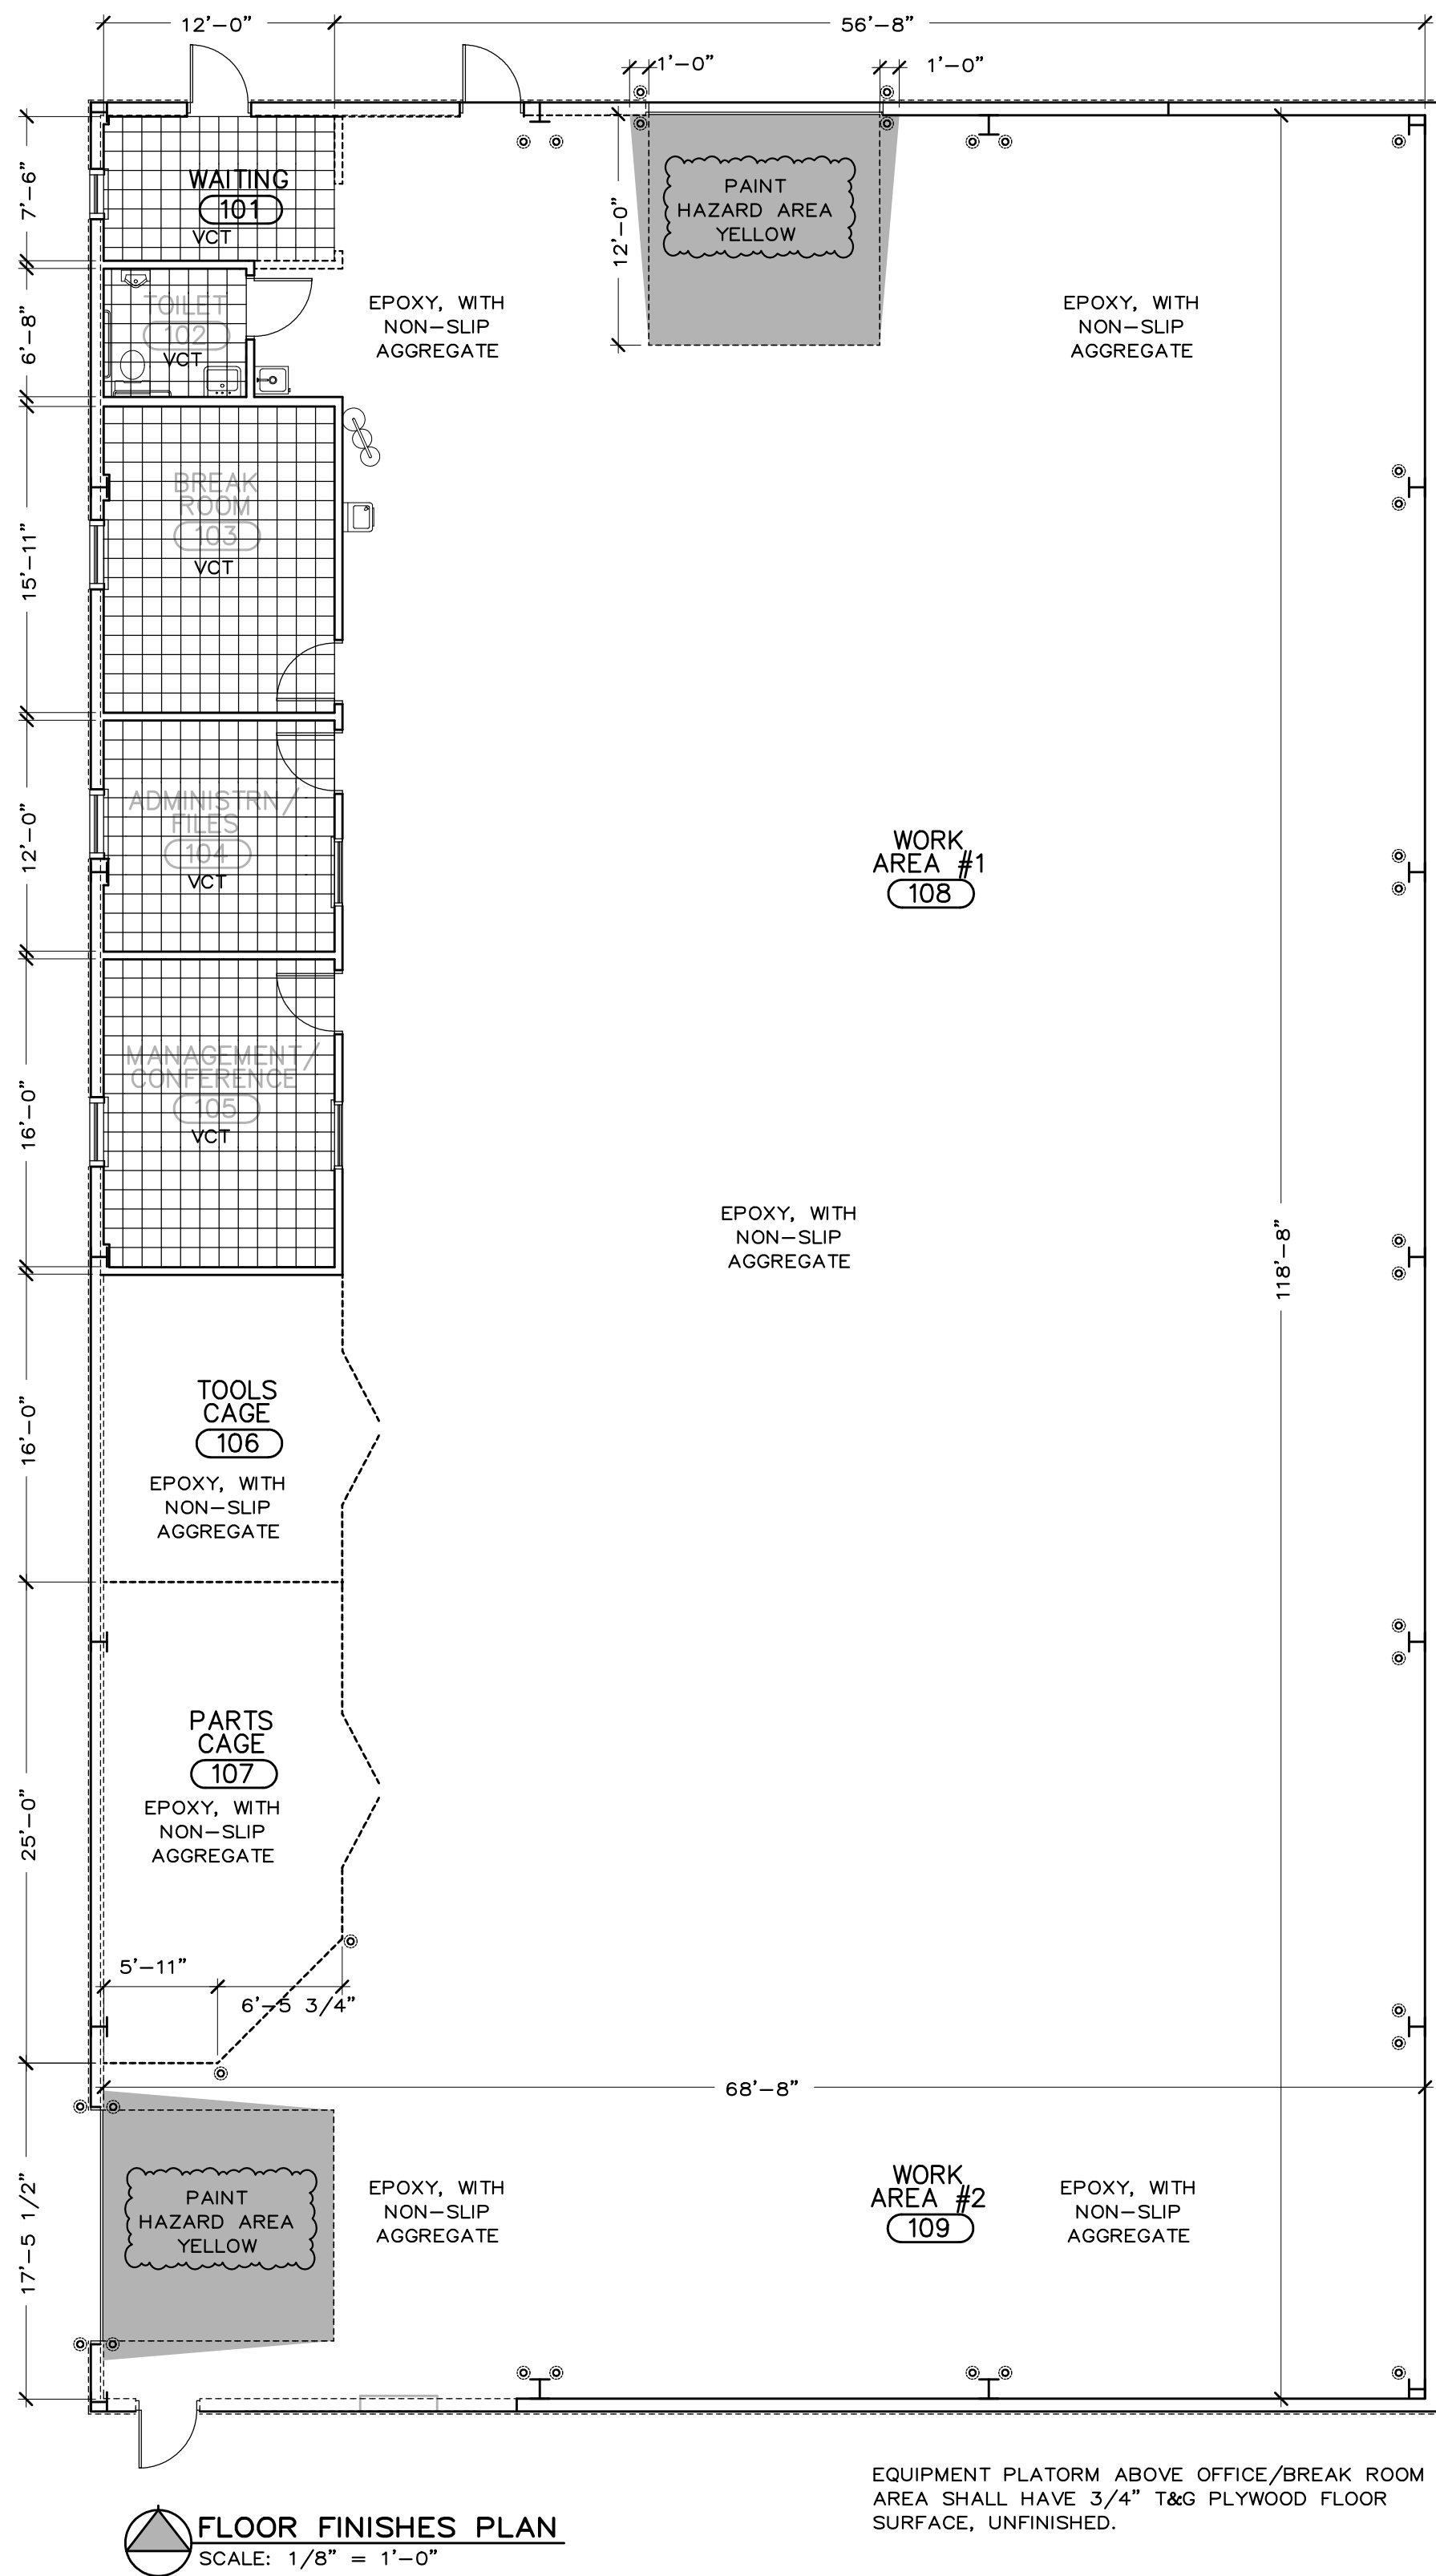 12'-0"
56'-8"
1'-0"
1'-0"
7'-6"
WAITING
101
VCT
12'-0"
PAINT
HAZARD AREA
YELLOW
6'-8"
TOILET
102
VCT
EPOXY, WITH
NON-SLIP
AGGREGATE
EPOXY, WITH
NON-SLIP
AGGREGATE
15'-11"
BREAK
ROOM
103
VCT
12'-0"
ADMINISTRN/
FILES
104
VCT
WORK
AREA #1
108
16'-0"
MANAGEMENT/
CONFERENCE
105
VCT
EPOXY, WITH
NON-SLIP
AGGREGATE
118'-8"
16'-0"
TOOLS
CAGE
106
EPOXY, WITH
NON-SLIP
AGGREGATE
25'-0"
PARTS
CAGE
107
EPOXY, WITH
NON-SLIP
AGGREGATE
5'-11"
6'-5 3/4"
68'-8"
17'-5 1/2"
PAINT
HAZARD AREA
YELLOW
EPOXY, WITH
NON-SLIP
AGGREGATE
WORK
AREA #2
109
EPOXY, WITH
NON-SLIP
AGGREGATE
EQUIPMENT PLATORM ABOVE OFFICE/BREAK ROOM
AREA SHALL HAVE 3/4" T&G PLYWOOD FLOOR
SURFACE, UNFINISHED.
FLOOR FINISHES PLAN
SCALE: 1/8" = 1'-0"